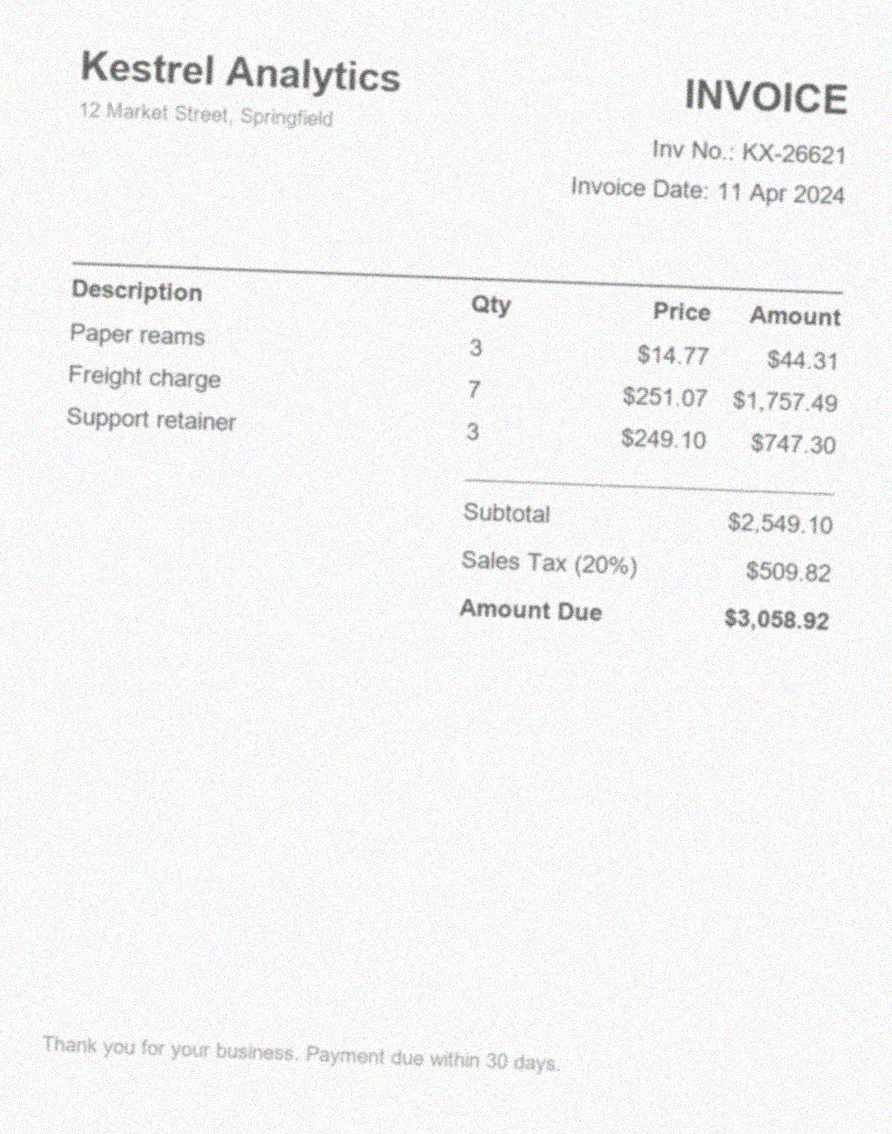 Kestrel Analytics
12 Market Street, Springfield
INVOICE
Inv No.: KX-26621
Invoice Date: 11 Apr 2024
Description Qty Price Amount
Paper reams 3 $14.77 $44.31
Freight charge 7 $251.07 $1,757.49
Support retainer 3 $249.10 $747.30
Subtotal $2,549.10
Sales Tax (20%) $509.82
Amount Due $3,058.92
Thank you for your business. Payment due within 30 days.